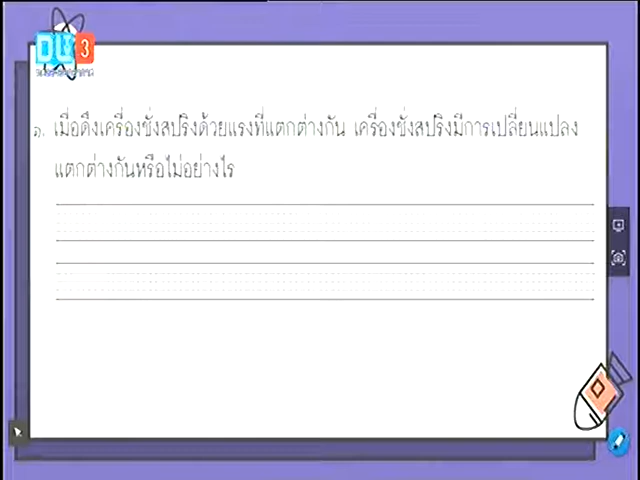 ๑. เมื่อดึงเครื่องชั่งสปริงด้วยแรงที่แตกต่างกัน เครื่องชั่งสปริงมีการเปลี่ยนแปลง
แตกต่างกันหรือไม่อย่างไร